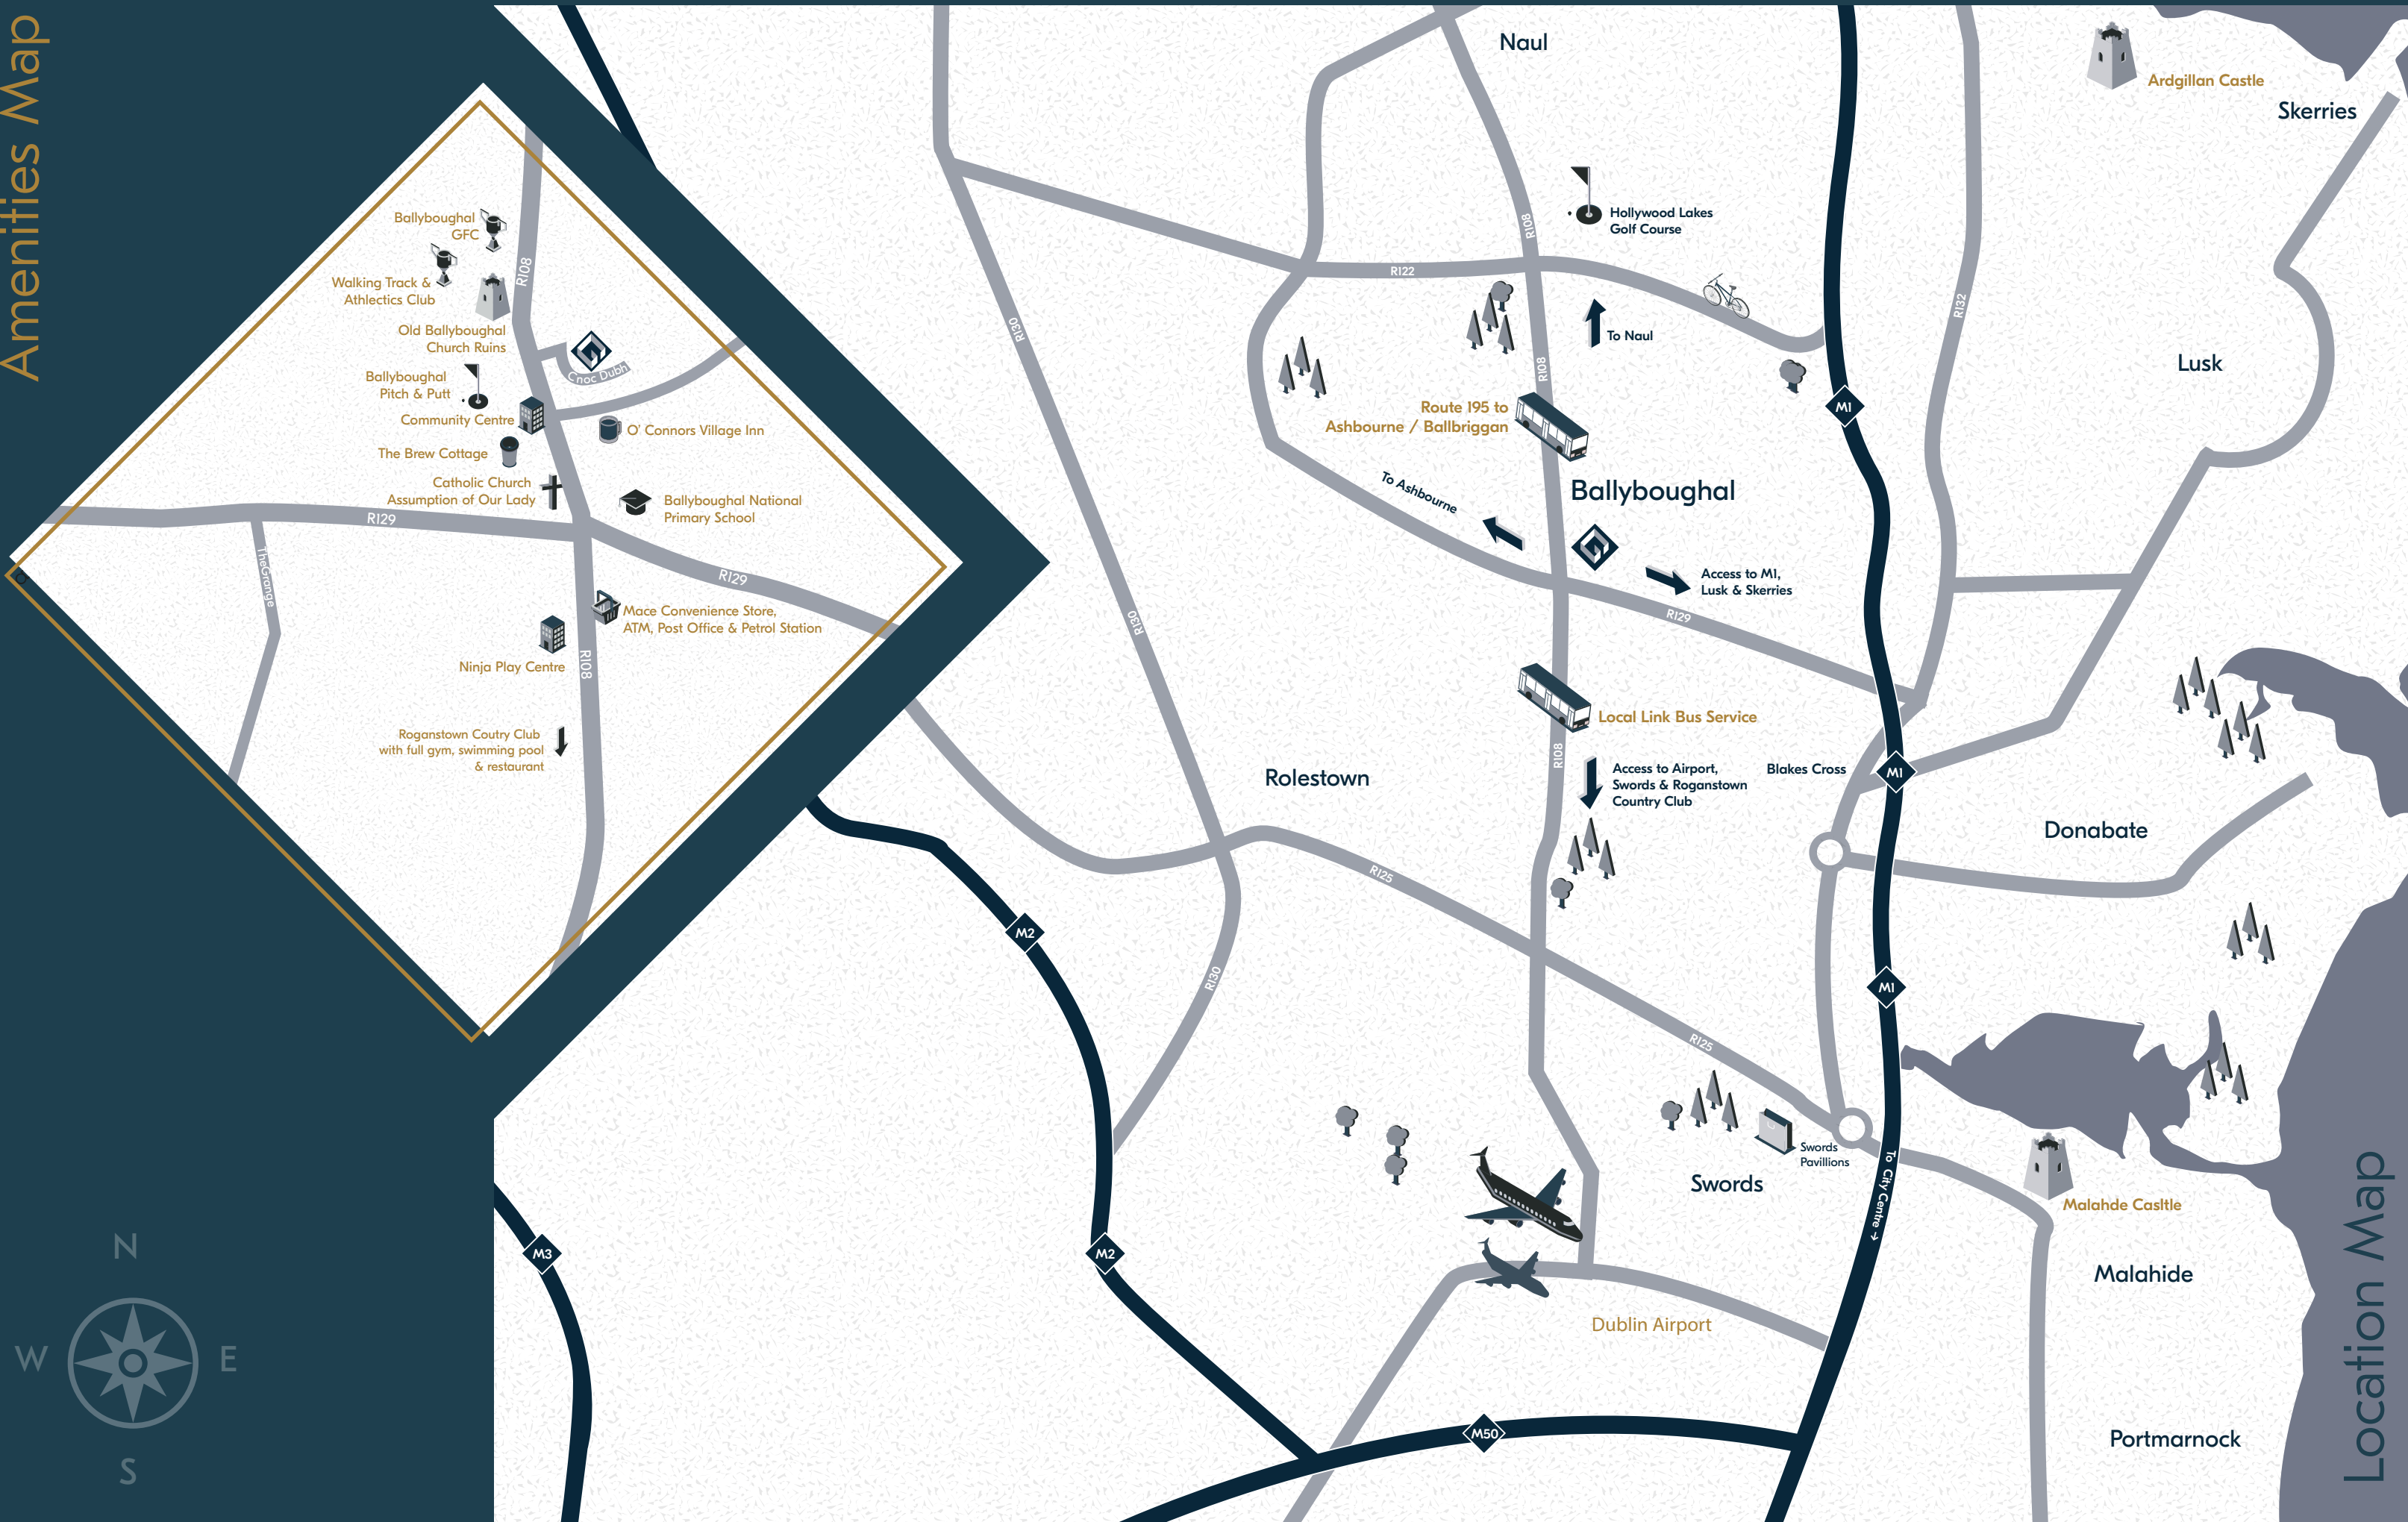 Amenities Map
Ballyboughal
GFC
Walking Track &
Athlectics Club
R108
Old Ballyboughal
Church Ruins
Cnoc Dubh
Ballyboughal
Pitch & Putt
Community Centre
O' Connors Village Inn
The Brew Cottage
Catholic Church
Assumption of Our Lady
Ballyboughal National
Primary School
R129
TheGrange
R129
Mace Convenience Store,
ATM, Post Office & Petrol Station
Ninja Play Centre
R108
Roganstown Coutry Club
with full gym, swimming pool
& restaurant
N
W
E
S
Naul
Ardgillan Castle
Skerries
R108
Hollywood Lakes
Golf Course
R122
R130
R132
To Naul
R108
Lusk
M1
Route 195 to
Ashbourne / Ballbriggan
To Ashbourne
Ballyboughal
Access to M1,
Lusk & Skerries
R129
R130
Local Link Bus Service
R108
Access to Airport,
Swords & Roganstown
Country Club
Blakes Cross
M1
Rolestown
Donabate
R125
M2
R130
M1
R125
Swords
Pavillions
Swords
To City Centre →
Malahde Casltle
M3
M2
Malahide
Dublin Airport
M50
Portmarnock
Location Map